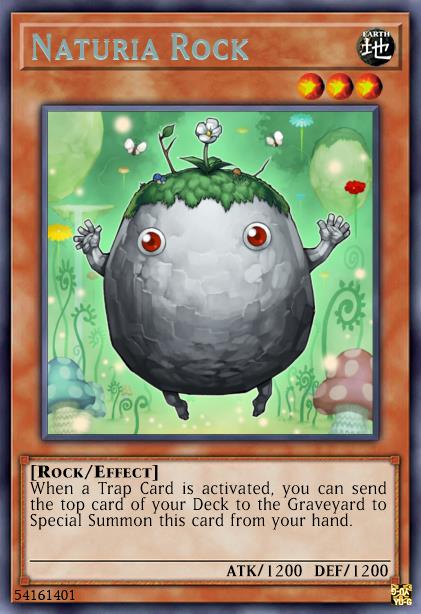 NATURIA ROCK
EARTH
地
[ROCK/EFFECT]
When a Trap Card is activated, you can send
the top card of your Deck to the Graveyard to
Special Summon this card from your hand.
ATK/1200 DEF/1200
54161401